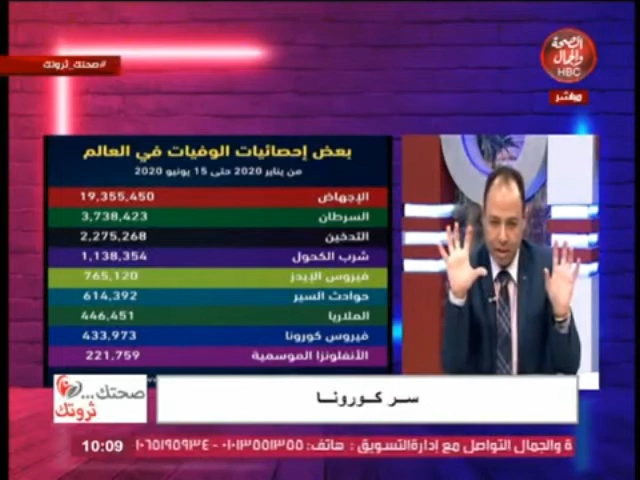 الصحة
والجمال
HBC
مباشر
#صحتك_ثروتك
بعض إحصائيات الوفيات في العالم
من يناير 2020 حتى 15 يونيو 2020
الإجهاض 19,355,450
السرطان 3,738,423
التدخين 2,275,268
شرب الكحول 1,138,354
فيروس الإيدز 765,120
حوادث السير 614,392
الملاريا 446,451
فيروس كورونا 433,973
الأنفلونزا الموسمية 221,759
صحتك...
ثروتك
سر كورونا
ة والجمال التواصل مع إدارة التسويق : هاتف: ٠١٠١٣٥٥١٣٥٥ - ١٠٦٥١٩٥٩٣٤
10:09